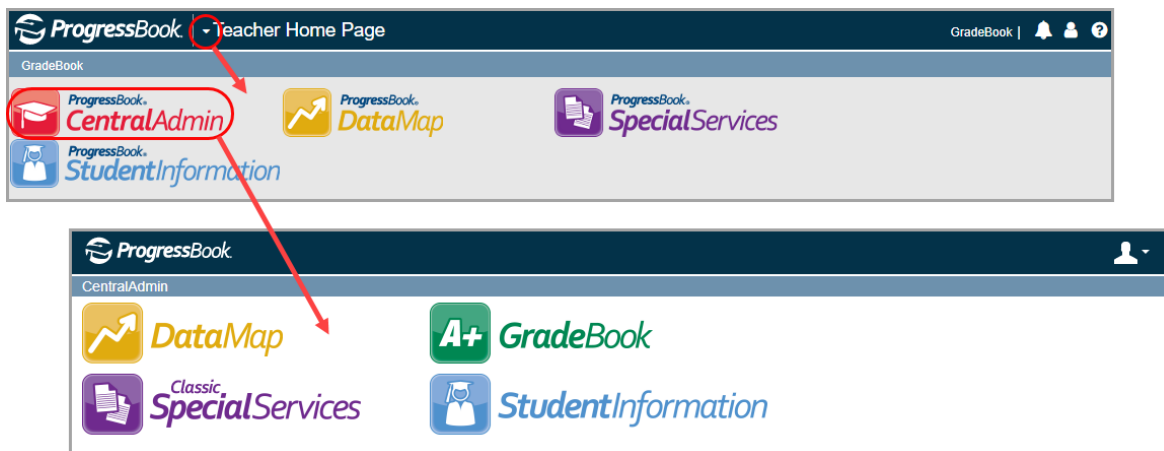 ProgressBook. Teacher Home Page GradeBook |
GradeBook
ProgressBook.
CentralAdmin
ProgressBook.
DataMap
ProgressBook.
SpecialServices
ProgressBook.
StudentInformation
ProgressBook.
CentralAdmin
DataMap
A+ GradeBook
Classic
SpecialServices
StudentInformation